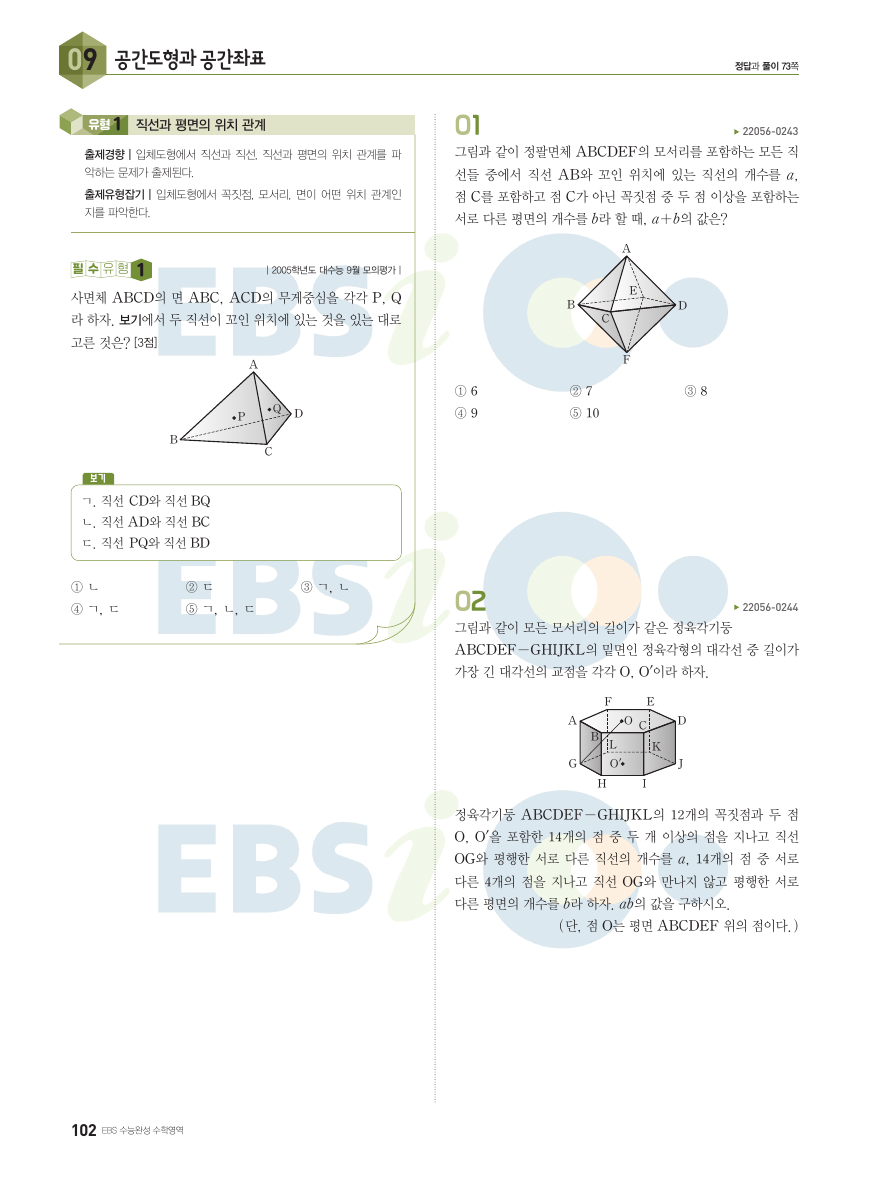 09 공간도형과 공간좌표
정답과 풀이 73쪽
유형 1 직선과 평면의 위치 관계
출제경향 | 입체도형에서 직선과 직선, 직선과 평면의 위치 관계를 파
악하는 문제가 출제된다.
출제유형잡기 | 입체도형에서 꼭짓점, 모서리, 면이 어떤 위치 관계인
지를 파악한다.
필수유형 1
| 2005학년도 대수능 9월 모의평가 |
사면체 ABCD의 면 ABC, ACD의 무게중심을 각각 P, Q
라 하자. 보기에서 두 직선이 꼬인 위치에 있는 것을 있는 대로
고른 것은? [3점]
A
P
Q
D
B
C
보기
ㄱ. 직선 CD와 직선 BQ
ㄴ. 직선 AD와 직선 BC
ㄷ. 직선 PQ와 직선 BD
① ㄴ ② ㄷ ③ ㄱ, ㄴ
④ ㄱ, ㄷ ⑤ ㄱ, ㄴ, ㄷ
01
▶ 22056-0243
그림과 같이 정팔면체 ABCDEF의 모서리를 포함하는 모든 직
선들 중에서 직선 AB와 꼬인 위치에 있는 직선의 개수를 a,
점 C를 포함하고 점 C가 아닌 꼭짓점 중 두 점 이상을 포함하는
서로 다른 평면의 개수를 b라 할 때, a+b의 값은?
A
E
B
D
C
F
① 6 ② 7 ③ 8
④ 9 ⑤ 10
02
▶ 22056-0244
그림과 같이 모든 모서리의 길이가 같은 정육각기둥
ABCDEF-GHIJKL의 밑면인 정육각형의 대각선 중 길이가
가장 긴 대각선의 교점을 각각 O, O′이라 하자.
F E
A O C D
B L K
G O′ J
H I
정육각기둥 ABCDEF-GHIJKL의 12개의 꼭짓점과 두 점
O, O′을 포함한 14개의 점 중 두 개 이상의 점을 지나고 직선
OG와 평행한 서로 다른 직선의 개수를 a, 14개의 점 중 서로
다른 4개의 점을 지나고 직선 OG와 만나지 않고 평행한 서로
다른 평면의 개수를 b라 하자. ab의 값을 구하시오.
(단, 점 O는 평면 ABCDEF 위의 점이다.)
EBSi
EBSi
EBSi
102 EBS 수능완성 수학영역